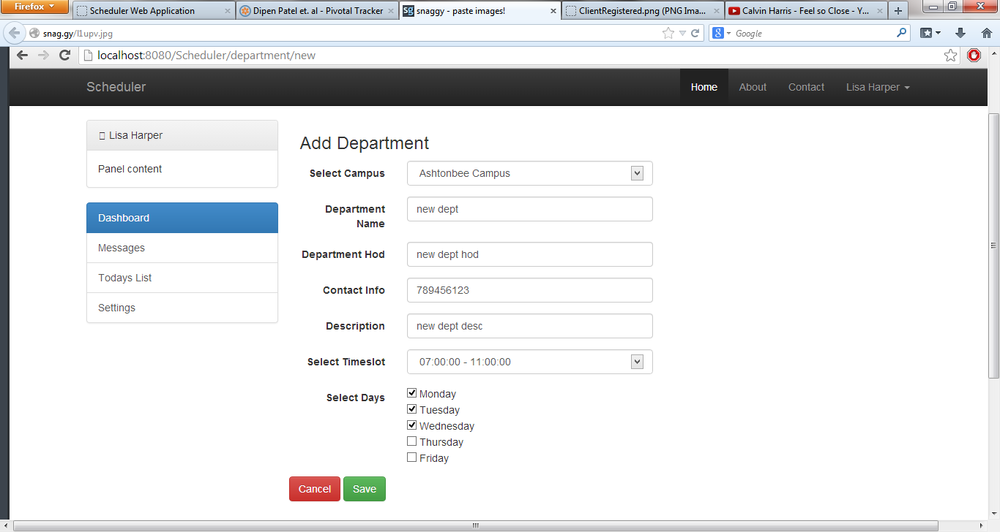 Firefox
Scheduler Web Application
Dipen Patel et. al - Pivotal Tracker
snaggy - paste images!
ClientRegistered.png (PNG Ima...
Calvin Harris - Feel so Close - Y...
snag.gy/l1upv.jpg
Google
localhost:8080/Scheduler/department/new
Scheduler
Home
About
Contact
Lisa Harper
Lisa Harper
Panel content
Dashboard
Messages
Todays List
Settings
Add Department
Select Campus
Ashtonbee Campus
Department
Name
new dept
Department Hod
new dept hod
Contact Info
789456123
Description
new dept desc
Select Timeslot
07:00:00 - 11:00:00
Select Days
Monday
Tuesday
Wednesday
Thursday
Friday
Cancel
Save